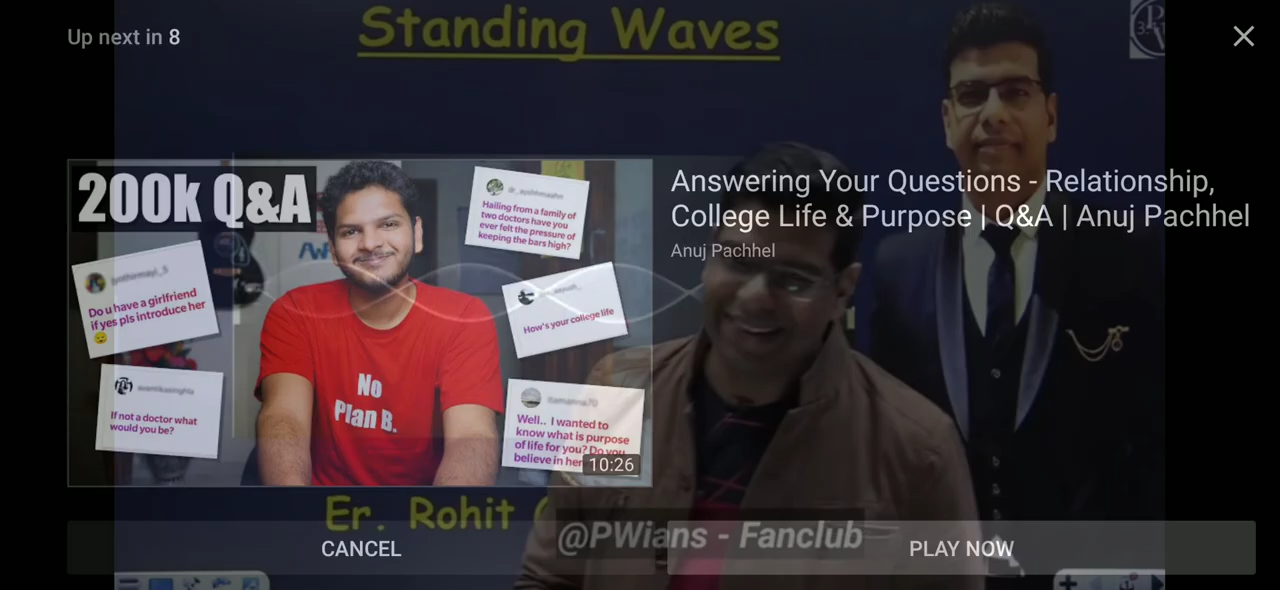 Up next in 8
Standing Waves
200k Q&A
Hailing from a family of
two doctors have you
ever felt the pressure of
keeping the bars high?
Do u have a girlfriend
if yes pls introduce her
😌
How's your college life
If not a doctor what
would you be?
No
Plan B.
Well.. I wanted to
know what is purpose
of life for you? Do you
believe in her
10:26
Answering Your Questions - Relationship,
College Life & Purpose | Q&A | Anuj Pachhel
Anuj Pachhel
Er. Rohit
@PWians - Fanclub
CANCEL
PLAY NOW